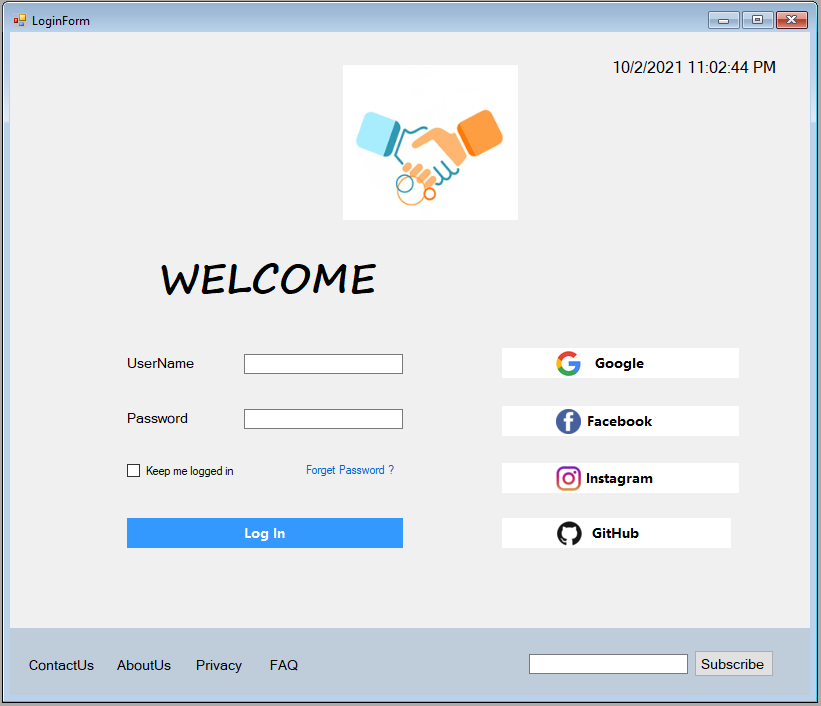 LoginForm
10/2/2021 11:02:44 PM
WELCOME
UserName
Password
Keep me logged in
Forget Password ?
Log In
Google
Facebook
Instagram
GitHub
ContactUs AboutUs Privacy FAQ
Subscribe